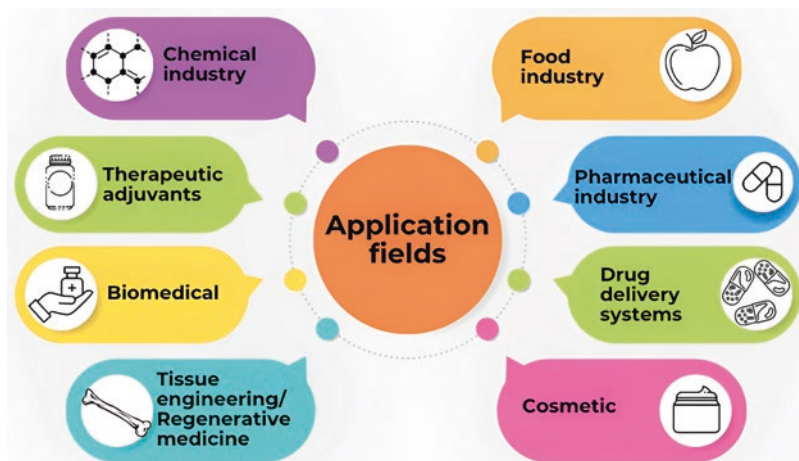 Chemical
industry
Food
industry
Therapeutic
adjuvants
Application
fields
Pharmaceutical
industry
Biomedical
Drug
delivery
systems
Tissue
engineering/
Regenerative
medicine
Cosmetic